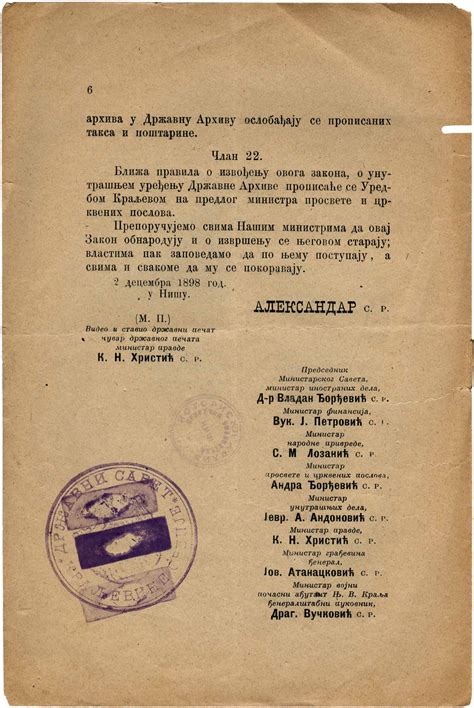 6
архива у Државну Архиву ослобађају се прописаних
такса и поштарине.
Члан 22.
Ближа правила о извођењу овога закона, о уну-
трашњем уређењу Државне Архиве прописаће се Уред-
бом Краљевом на предлог министра просвете и цр-
квених послова.
Препоручујемо свима Нашим министрима да овај
Закон обнародују и о извршењу се његовом старају;
властима пак заповедамо да по њему поступају, а
свима и свакоме да му се покоравају.
2 децембра 1898 год.
у Нишу.
АЛЕКСАНДАР с. р.
(М. П.)
Видео и ставио државни печат
чувар државнога печата
министар правде
К. Н. Христић с. р.
Председник
Министарског Савета,
министар иностраних дела,
Д-р Владан Ђорђевић с. р.
Министар финансија,
Вук. Ј. Петровић с. р.
Министар
народне привреде,
С. М Лозанић с. р.
Министар
просвете и црквених послова,
Андра Ђорђевић с. р.
Министар
унутрашњих дела,
Јевр. А. Андоновић с. р.
Министар правде,
К. Н. Христић с. р.
Министар грађевина
ђенерал,
Јов. Атанацковић с. р.
Министар војни
почасни ађутант Њ. В. Краља
ђенералштабни пуковник,
Драг. Вучковић с. р.
ДРЖАВНИ САВЕТ